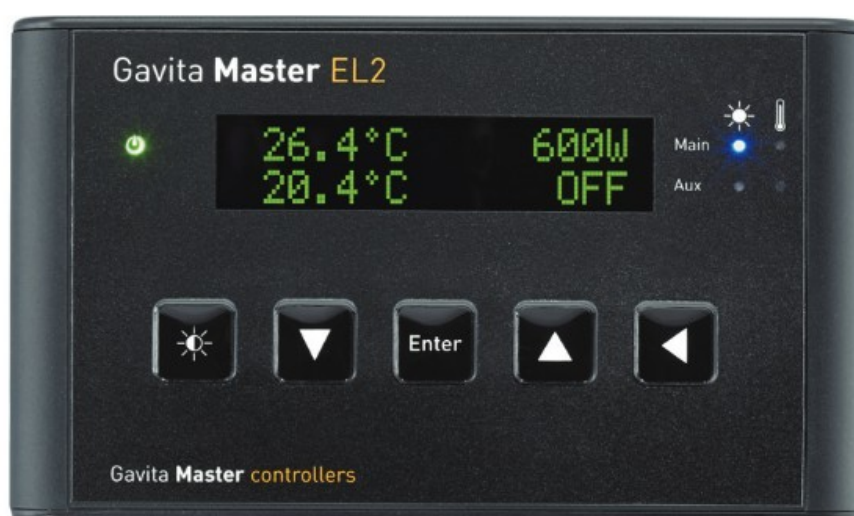 Gavita Master EL2
26.4°C 600W
20.4°C OFF
Main
Aux
Enter
Gavita Master controllers